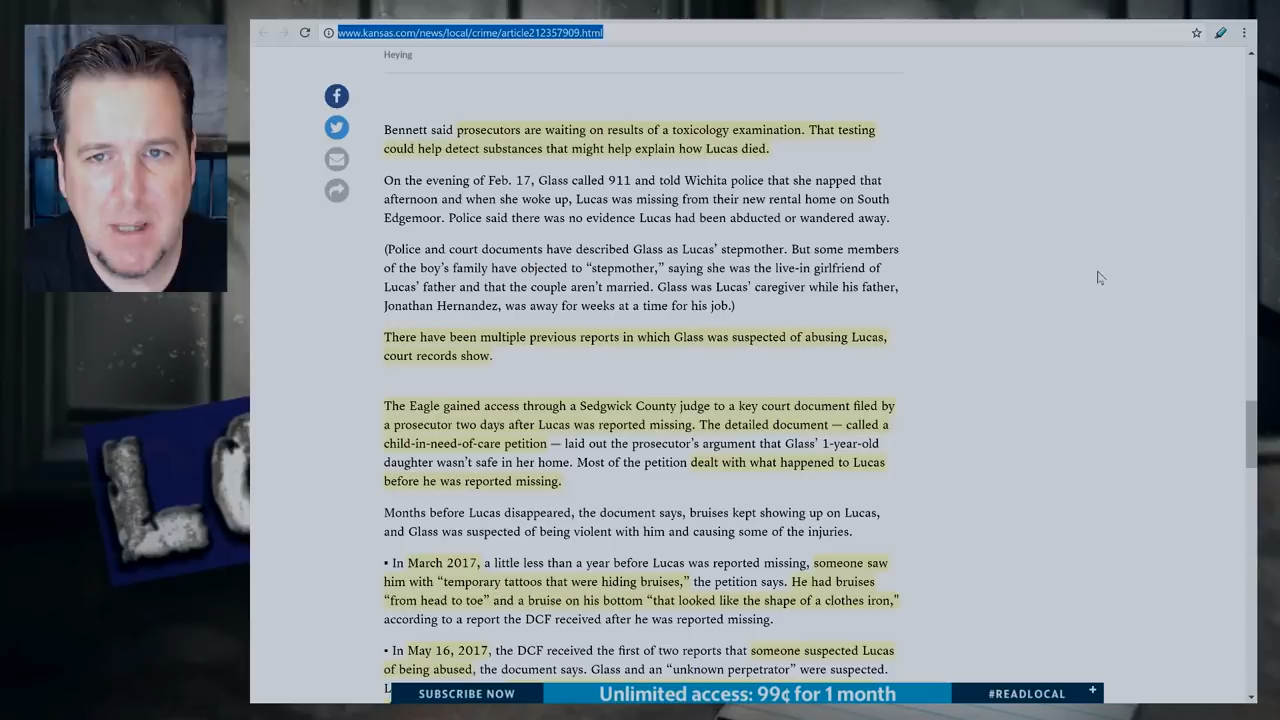 www.kansas.com/news/local/crime/article212357909.html
Heying
Bennett said prosecutors are waiting on results of a toxicology examination. That testing
could help detect substances that might help explain how Lucas died.
On the evening of Feb. 17, Glass called 911 and told Wichita police that she napped that
afternoon and when she woke up, Lucas was missing from their new rental home on South
Edgemoor. Police said there was no evidence Lucas had been abducted or wandered away.
(Police and court documents have described Glass as Lucas’ stepmother. But some members
of the boy’s family have objected to “stepmother,” saying she was the live-in girlfriend of
Lucas’ father and that the couple aren’t married. Glass was Lucas’ caregiver while his father,
Jonathan Hernandez, was away for weeks at a time for his job.)
There have been multiple previous reports in which Glass was suspected of abusing Lucas,
court records show.
The Eagle gained access through a Sedgwick County judge to a key court document filed by
a prosecutor two days after Lucas was reported missing. The detailed document — called a
child-in-need-of-care petition — laid out the prosecutor’s argument that Glass’ 1-year-old
daughter wasn’t safe in her home. Most of the petition dealt with what happened to Lucas
before he was reported missing.
Months before Lucas disappeared, the document says, bruises kept showing up on Lucas,
and Glass was suspected of being violent with him and causing some of the injuries.
▪ In March 2017, a little less than a year before Lucas was reported missing, someone saw
him with “temporary tattoos that were hiding bruises,” the petition says. He had bruises
“from head to toe” and a bruise on his bottom “that looked like the shape of a clothes iron,”
according to a report the DCF received after he was reported missing.
▪ In May 16, 2017, the DCF received the first of two reports that someone suspected Lucas
of being abused, the document says. Glass and an “unknown perpetrator” were suspected.
SUBSCRIBE NOW Unlimited access: 99¢ for 1 month #READLOCAL +